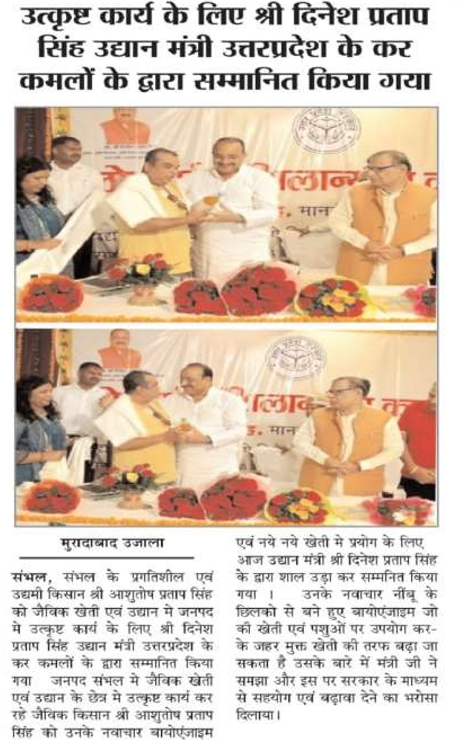 उत्कृष्ट कार्य के लिए श्री दिनेश प्रताप
सिंह उद्यान मंत्री उत्तरप्रदेश के कर
कमलों के द्वारा सम्मानित किया गया
मुरादाबाद उजाला
संभल, संभल के प्रगतिशील एवं
उद्यमी किसान श्री आशुतोष प्रताप सिंह
को जैविक खेती एवं उद्यान मे जनपद
मे उत्कृष्ट कार्य के लिए श्री दिनेश
प्रताप सिंह उद्यान मंत्री उत्तरप्रदेश के
कर कमलों के द्वारा सम्मानित किया
गया जनपद संभल मे जैविक खेती
एवं उद्यान के छेत्र मे उत्कृष्ट कार्य कर
रहे जैविक किसान श्री आशुतोष प्रताप
सिंह को उनके नवाचार बायोएंजाइम
एवं नये नये खेती मे प्रयोग के लिए
आज उद्यान मंत्री श्री दिनेश प्रताप सिंह
के द्वारा शाल उड़ा कर सम्मनित किया
गया । उनके नवाचार नींबू के
छिलको से बने हुए बायोएंजाइम जो
की खेती एवं पशुओं पर उपयोग कर-
के जहर मुक्त खेती की तरफ बढ़ा जा
सकता है उसके बारे में मंत्री जी ने
समझा और इस पर सरकार के माध्यम
से सहयोग एवं बढ़ावा देने का भरोसा
दिलाया।